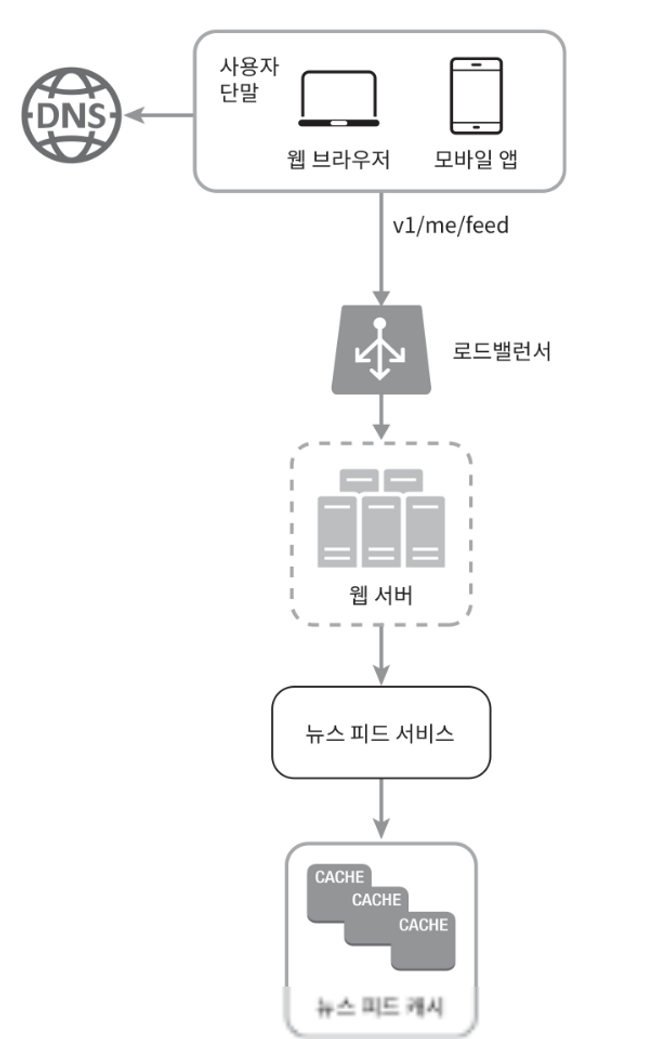 사용자
단말
DNS
웹 브라우저
모바일 앱
v1/me/feed
로드밸런서
웹 서버
뉴스 피드 서비스
CACHE
CACHE
CACHE
뉴스 피드 캐시